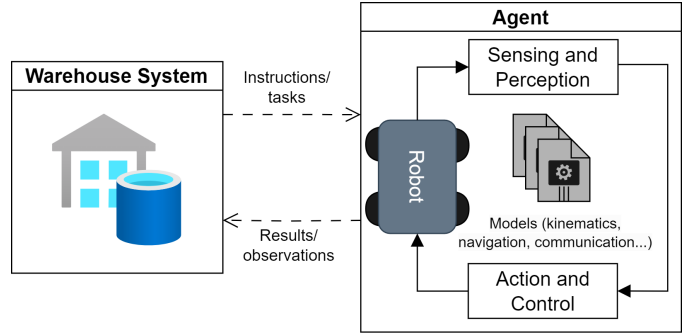 Warehouse System
Instructions/
tasks
Results/
observations
Agent
Sensing and
Perception
Robot
Models (kinematics,
navigation, communication...)
Action and
Control